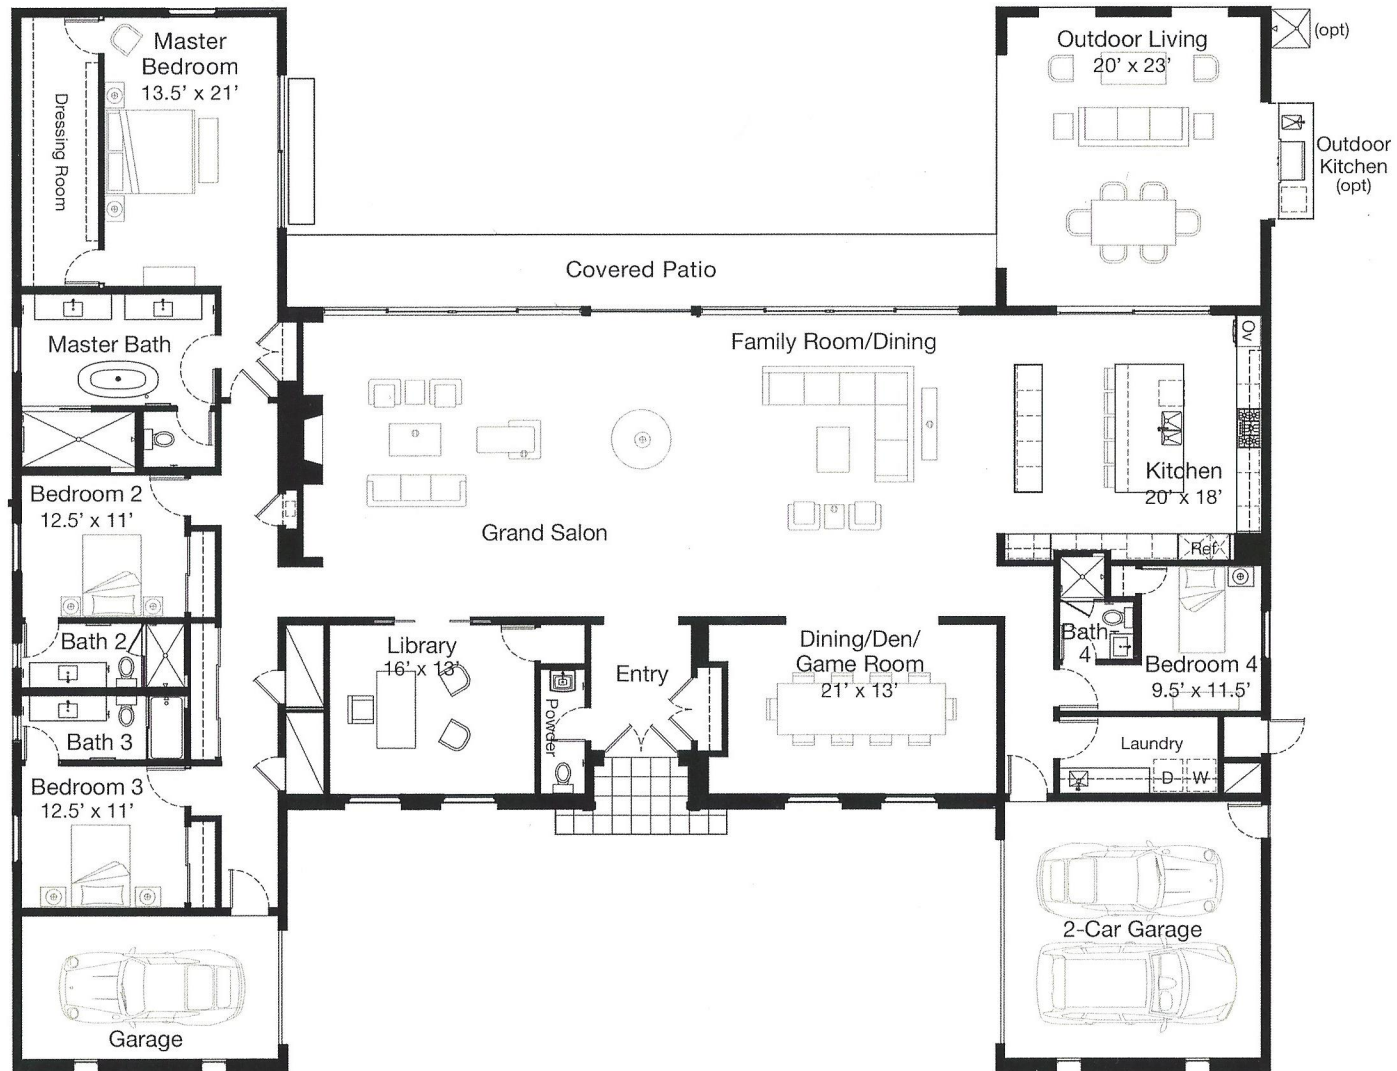 Master
Bedroom
13.5' x 21'
Dressing Room
Outdoor Living
20' x 23'
(opt)
Outdoor
Kitchen
(opt)
Covered Patio
Master Bath
Family Room/Dining
Ov
Kitchen
20' x 18'
Ref
Grand Salon
Bedroom 2
12.5' x 11'
Bath 2
Bath 3
Bedroom 3
12.5' x 11'
Library
16' x 13'
Powder
Entry
Dining/Den/
Game Room
21' x 13'
Bath
4
Bedroom 4
9.5' x 11.5'
Laundry
D W
2-Car Garage
Garage